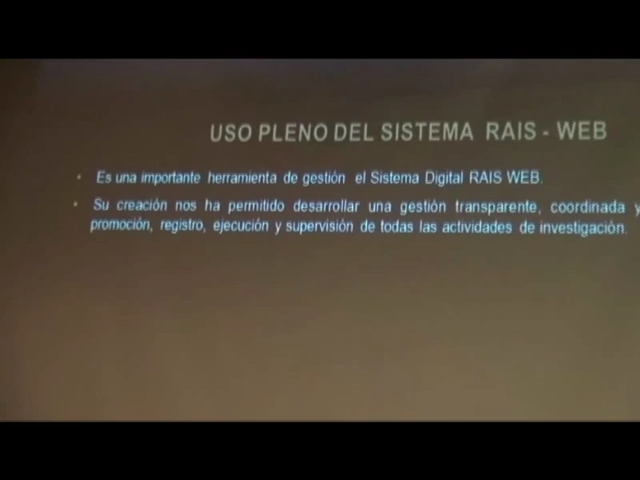 USO PLENO DEL SISTEMA RAIS - WEB
• Es una importante herramienta de gestión el Sistema Digital RAIS WEB.
• Su creación nos ha permitido desarrollar una gestión transparente, coordinada y
promoción, registro, ejecución y supervisión de todas las actividades de investigación.